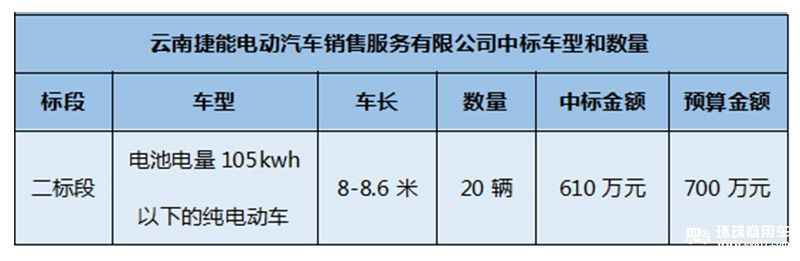 云南捷能电动汽车销售服务有限公司中标车型和数量
标段 车型 车长 数量 中标金额 预算金额
二标段 电池电量 105kwh 8-8.6 米 20 辆 610 万元 700 万元
以下的纯电动车
环球商用车